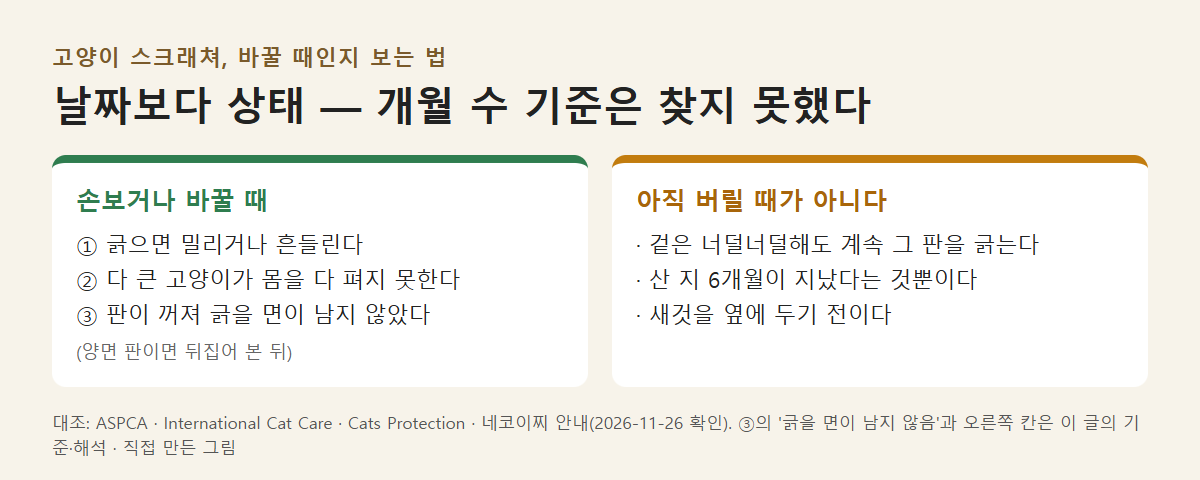 고양이 스크래쳐, 바꿀 때인지 보는 법
날짜보다 상태 — 개월 수 기준은 찾지 못했다
손보거나 바꿀 때
① 긁으면 밀리거나 흔들린다
② 다 큰 고양이가 몸을 다 펴지 못한다
③ 판이 꺼져 긁을 면이 남지 않았다
(양면 판이면 뒤집어 본 뒤)
아직 버릴 때가 아니다
· 겉은 너덜너덜해도 계속 그 판을 긁는다
· 산 지 6개월이 지났다는 것뿐이다
· 새것을 옆에 두기 전이다
대조: ASPCA · International Cat Care · Cats Protection · 네코이찌 안내(2026-11-26 확인). ③의 '긁을 면이 남지 않음'과 오른쪽 칸은 이 글의 기
준·해석 · 직접 만든 그림